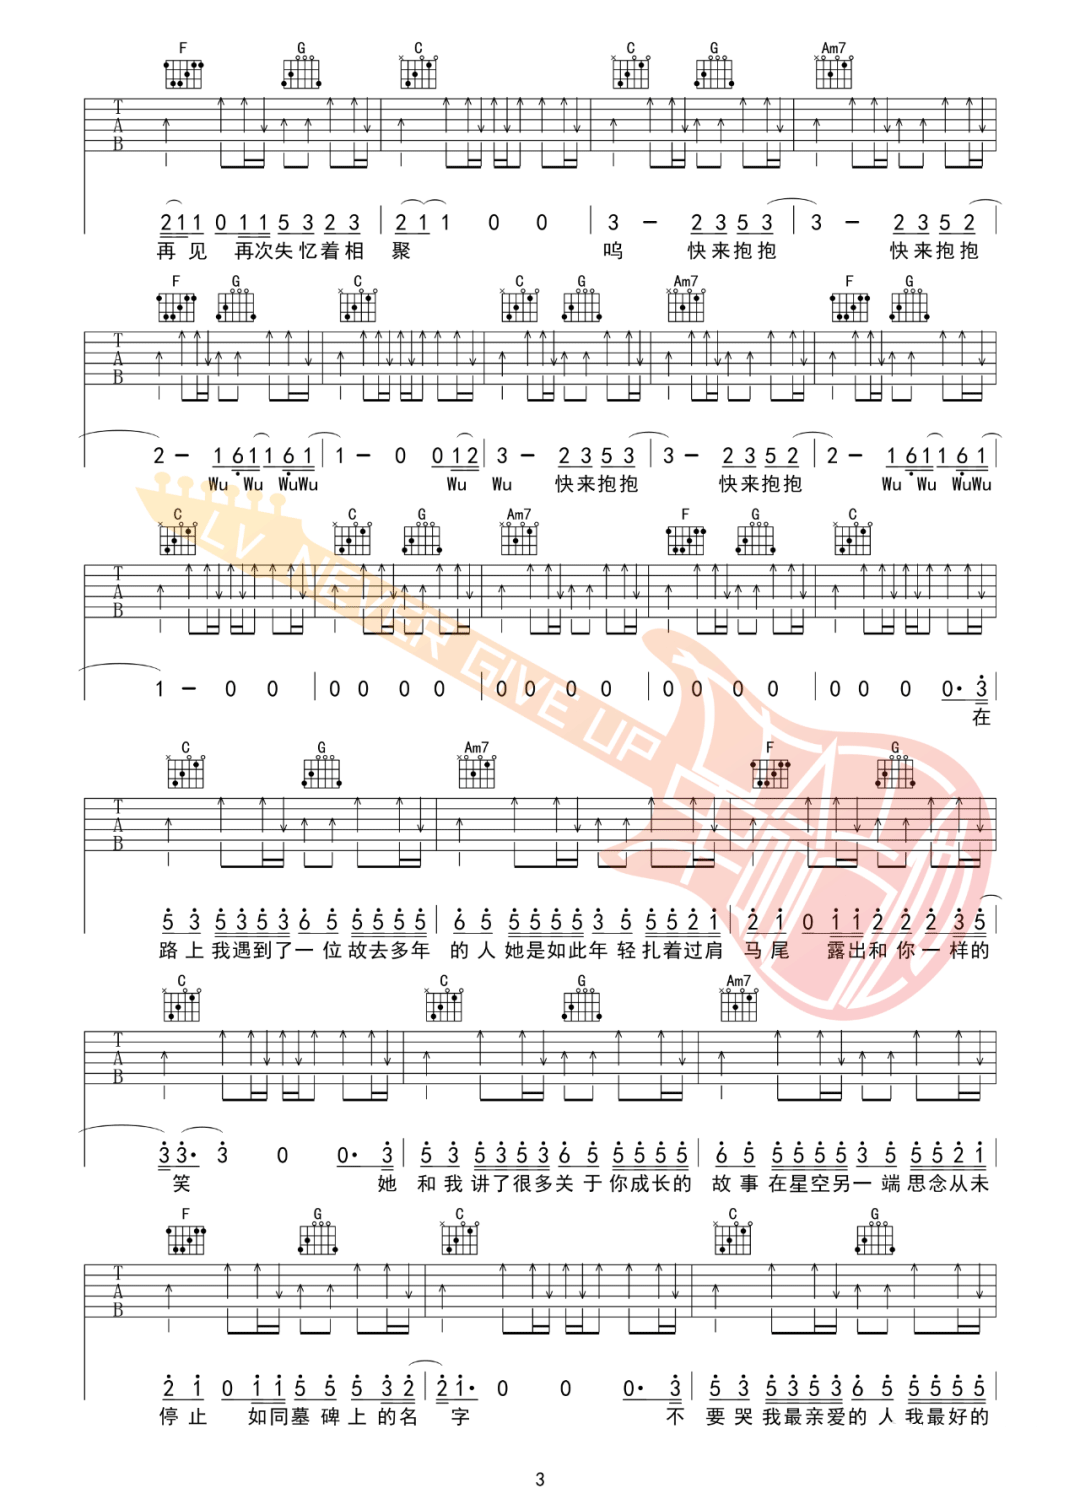 F G C C G Am7
T A B
2 1 1 0 1 1 5 3 2 3 | 2 1 1 0 0 | 3 - 2 3 5 3 | 3 - 2 3 5 2
再见 再次失忆着相 聚 呜 快来抱抱 快来抱抱
F G C C G Am7 F G
T A B
2 - 1 6 1 1 6 1 | 1 - 0 0 1 2 | 3 - 2 3 5 3 | 3 - 2 3 5 2 | 2 - 1 6 1 1 6 1
Wu Wu WuWu Wu Wu 快来抱抱 快来抱抱 Wu Wu WuWu
C C G Am7 F G C
LV NEVER GIVE UP
T A B
1 - 0 0 | 0 0 0 0 | 0 0 0 0 | 0 0 0 0 | 0 0 0 0· 3
在
C G Am7 F G
T A B
5 3 5 3 5 3 6 5 5 5 5 5 | 6 5 5 5 5 5 3 5 5 5 2 1 | 2 1 0 1 1 2 2 2 3 5
路上我遇到了一位故去多年 的人她是如此年轻扎着过肩 马尾 露出和你一样的
C C G Am7
T A B
3 3· 3 0 0· 3 | 5 3 5 3 5 3 6 5 5 5 5 5 | 6 5 5 5 5 5 3 5 5 5 2 1
笑 她 和我讲了很多关于你成长的 故事在星空另一端思念从未
F G C C G
T A B
2 1 0 1 1 5 5 5 3 2 | 2 1· 0 0 0· 3 | 5 3 5 3 5 3 6 5 5 5 5 5
停止 如同墓碑上的名 字 不 要哭我最亲爱的人我最好的
3